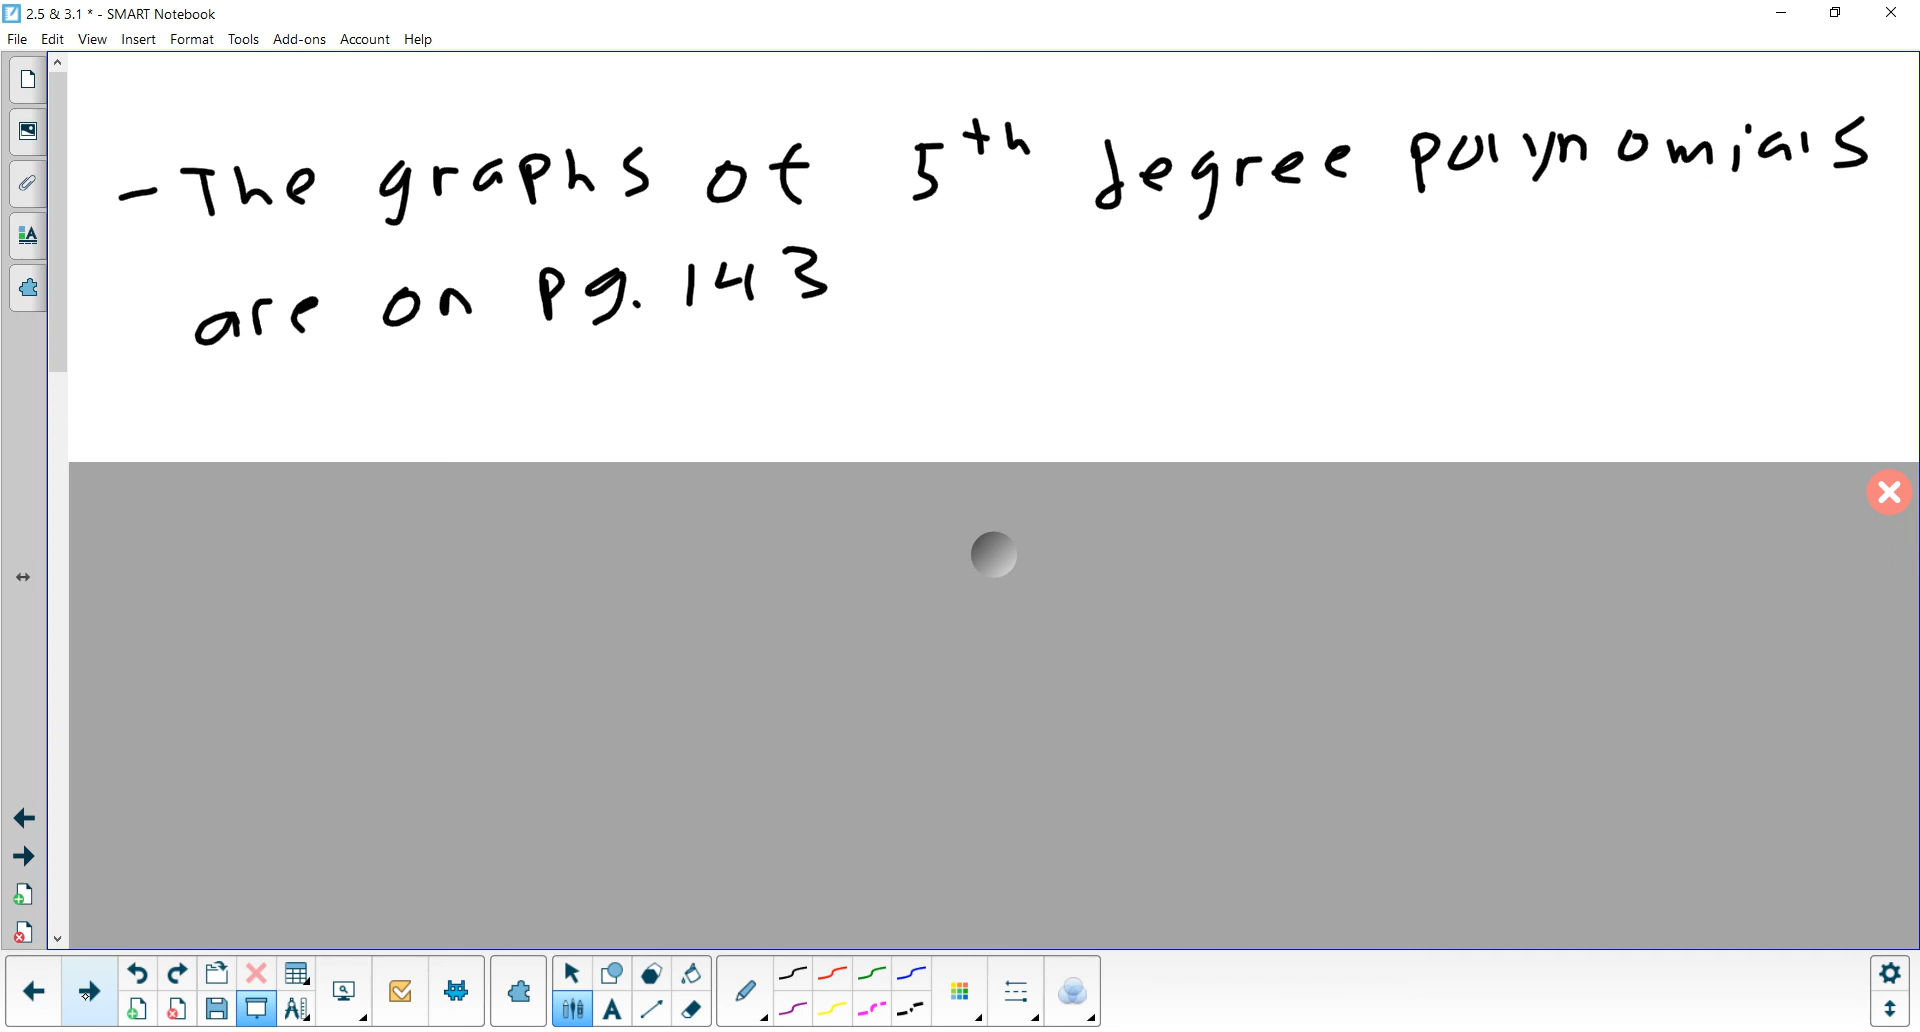 2.5 & 3.1 * - SMART Notebook
File Edit View Insert Format Tools Add-ons Account Help
- The graphs of 5th degree polynomials
are on pg. 143